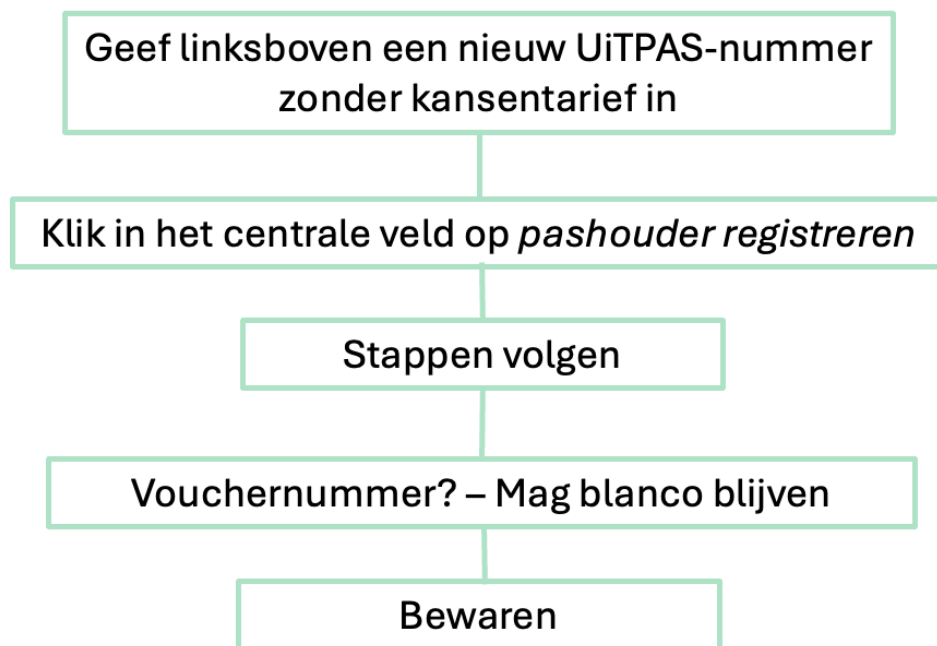 Geef linksboven een nieuw UiTPAS-nummer
zonder kansentarief in
Klik in het centrale veld op pashouder registreren
Stappen volgen
Vouchernummer? – Mag blanco blijven
Bewaren